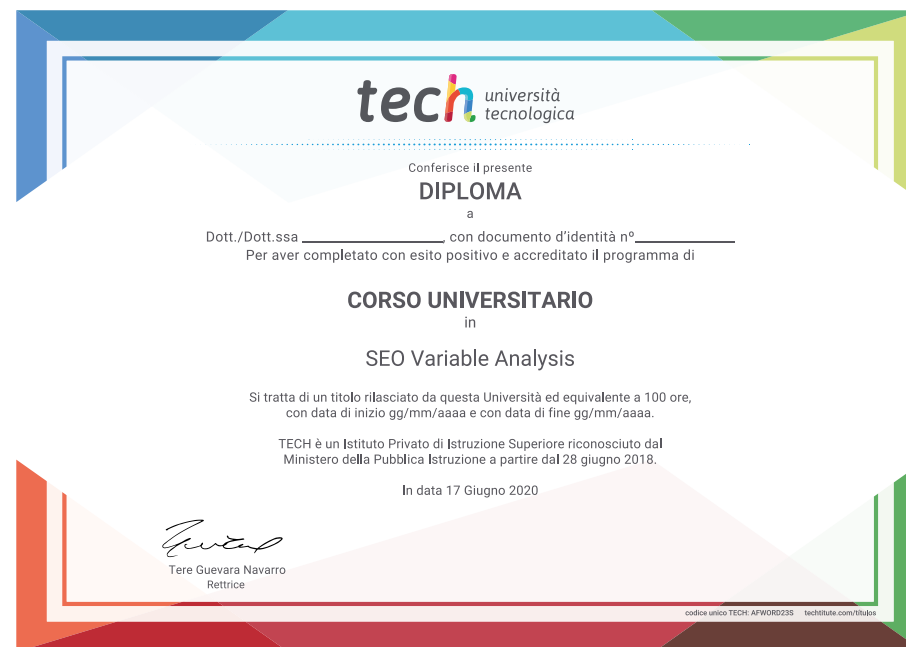 tech università
tecnologica
Conferisce il presente
DIPLOMA
a
Dott./Dott.ssa ____________, con documento d'identità nº____________
Per aver completato con esito positivo e accreditato il programma di
CORSO UNIVERSITARIO
in
SEO Variable Analysis
Si tratta di un titolo rilasciato da questa Università ed equivalente a 100 ore,
con data di inizio gg/mm/aaaa e con data di fine gg/mm/aaaa.
TECH è un Istituto Privato di Istruzione Superiore riconosciuto dal
Ministero della Pubblica Istruzione a partire dal 28 giugno 2018.
In data 17 Giugno 2020
Tere Guevara Navarro
Rettrice
codice unico TECH: AFWORD23S techtitute.com/títulos